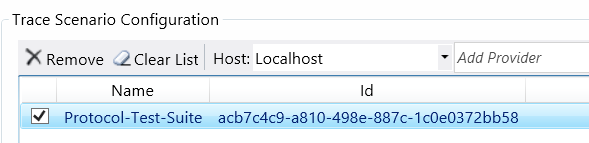 Trace Scenario Configuration
Remove Clear List Host: Localhost Add Provider
Name Id
Protocol-Test-Suite acb7c4c9-a810-498e-887c-1c0e0372bb58